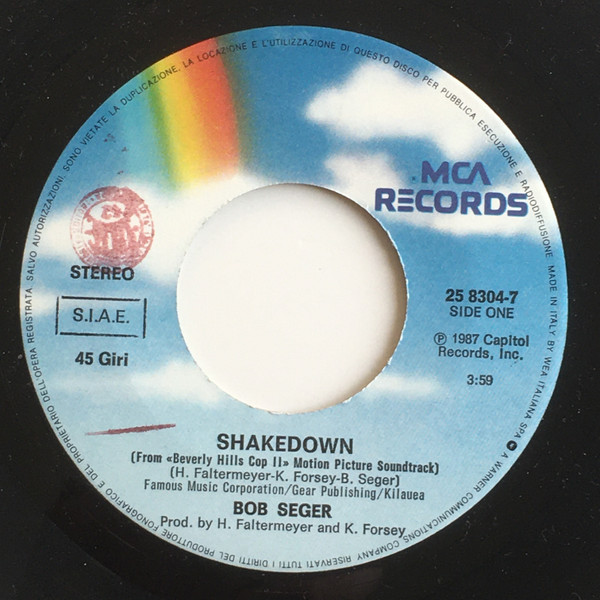 SONO VIETATE LA DUPLICAZIONE, LA LOCAZIONE E L'UTILIZZAZIONE DI QUESTO DISCO PER PUBBLICA ESECUZIONE E RADIODIFFUSIONE. MADE IN ITALY BY WEA ITALIANA SPA A WARNER COMMUNICATIONS COMPANY RISERVATI TUTTI I DIRITTI DEL PRODUTTORE FONOGRAFICO E DEL PROPRIETARIO DELL'OPERA REGISTRATA SALVO AUTORIZZAZIONI.
MCA
RECORDS
STEREO
S.I.A.E.
45 Giri
25 8304-7
SIDE ONE
℗ 1987 Capitol
Records, Inc.
3:59
SHAKEDOWN
(From «Beverly Hills Cop II» Motion Picture Soundtrack)
(H. Faltermeyer-K. Forsey-B. Seger)
Famous Music Corporation/Gear Publishing/Kilauea
BOB SEGER
Prod. by H. Faltermeyer and K. Forsey